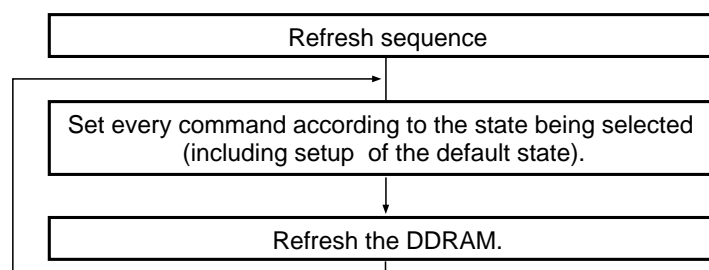 Refresh sequence
Set every command according to the state being selected
(including setup of the default state).
Refresh the DDRAM.